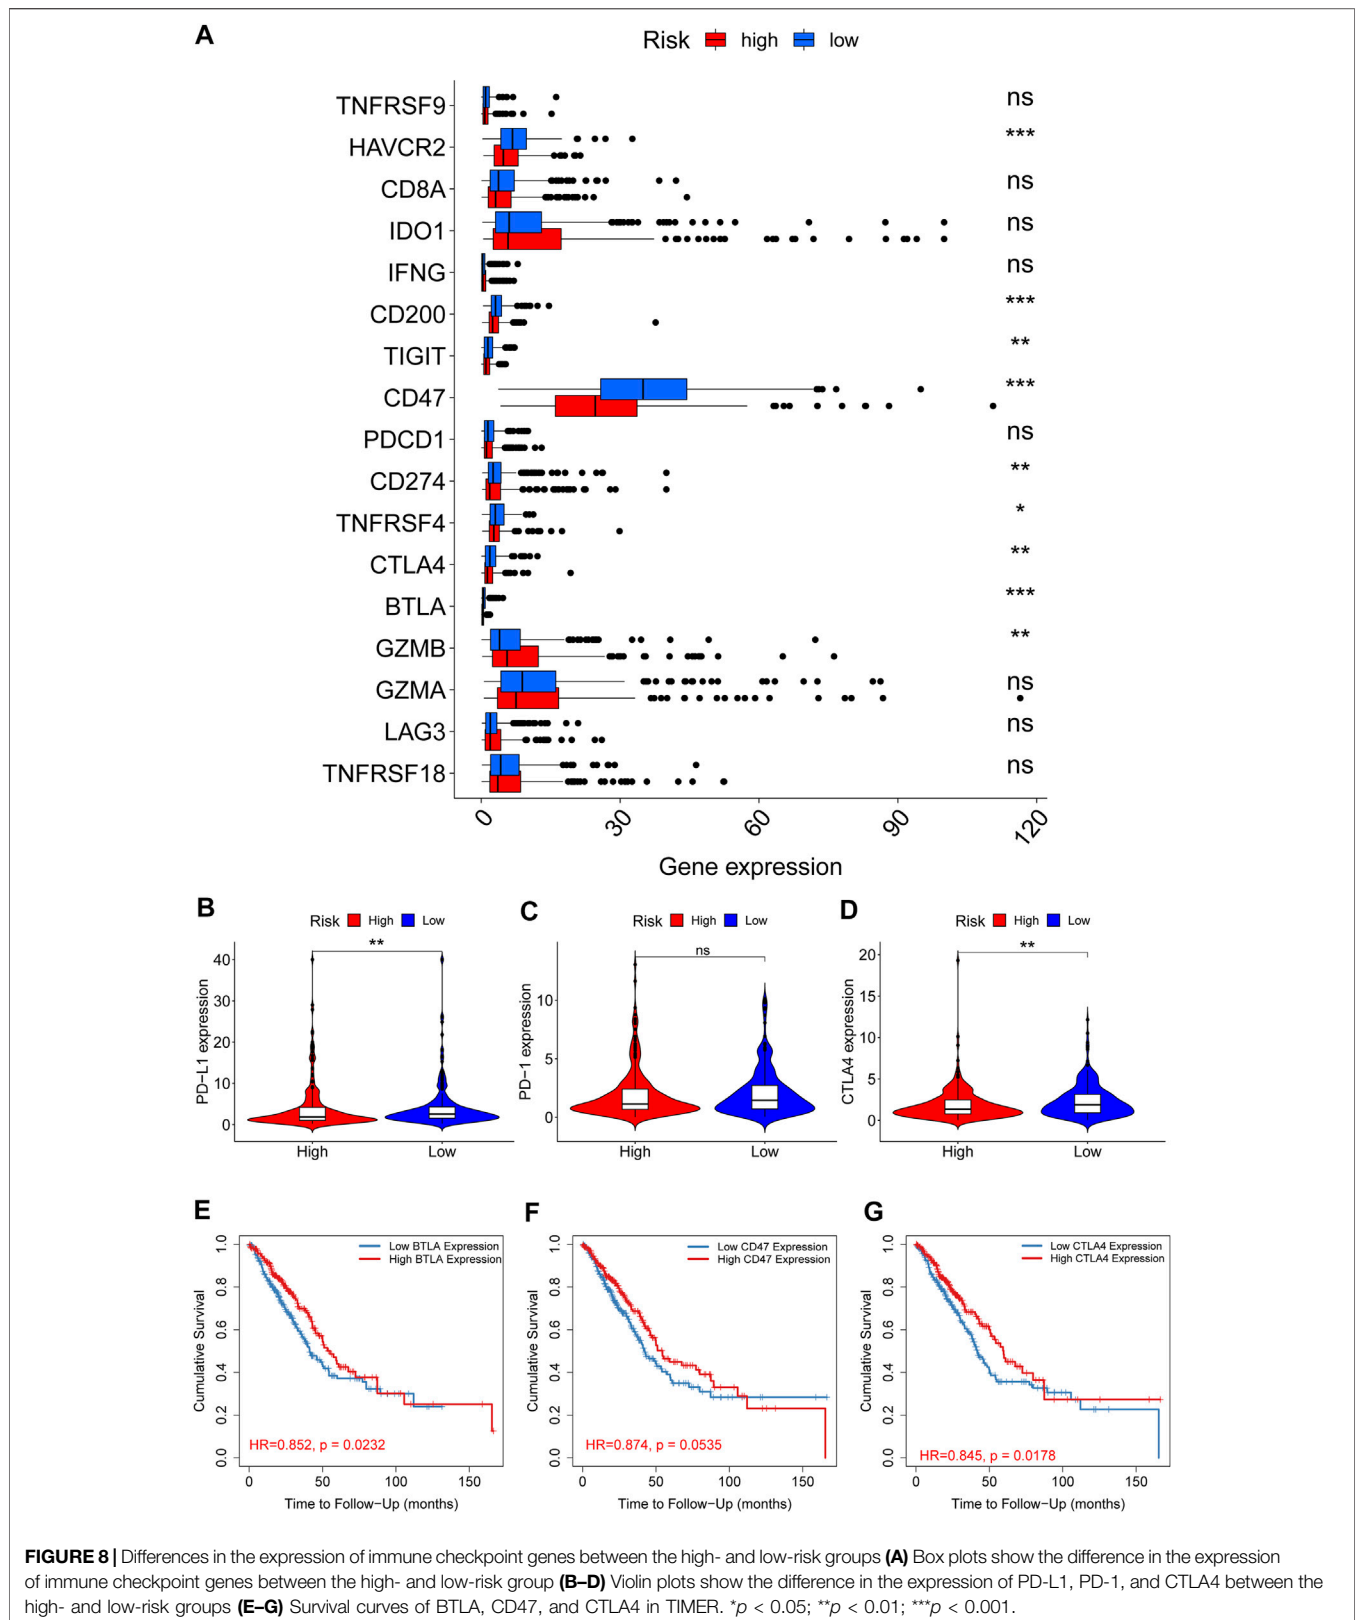 A
Risk high low
TNFRSF9 ns
HAVCR2 ***
CD8A ns
IDO1 ns
IFNG ns
CD200 ***
TIGIT **
CD47 ***
PDCD1 ns
CD274 **
TNFRSF4 *
CTLA4 **
BTLA ***
GZMB **
GZMA ns
LAG3 ns
TNFRSF18 ns
0 30 60 90 120
Gene expression
B
Risk High Low
**
PD-L1 expression
40
30
20
10
0
High Low
C
Risk High Low
ns
PD-1 expression
10
5
0
High Low
D
Risk High Low
**
CTLA4 expression
20
15
10
5
0
High Low
E
Low BTLA Expression
High BTLA Expression
Cumulative Survival
1.0
0.8
0.6
0.4
0.2
0.0
HR=0.852, p = 0.0232
0 50 100 150
Time to Follow-Up (months)
F
Low CD47 Expression
High CD47 Expression
Cumulative Survival
1.0
0.8
0.6
0.4
0.2
0.0
HR=0.874, p = 0.0535
0 50 100 150
Time to Follow-Up (months)
G
Low CTLA4 Expression
High CTLA4 Expression
Cumulative Survival
1.0
0.8
0.6
0.4
0.2
0.0
HR=0.845, p = 0.0178
0 50 100 150
Time to Follow-Up (months)
FIGURE 8 | Differences in the expression of immune checkpoint genes between the high- and low-risk groups (A) Box plots show the difference in the expression
of immune checkpoint genes between the high- and low-risk group (B–D) Violin plots show the difference in the expression of PD-L1, PD-1, and CTLA4 between the
high- and low-risk groups (E–G) Survival curves of BTLA, CD47, and CTLA4 in TIMER. *p < 0.05; **p < 0.01; ***p < 0.001.